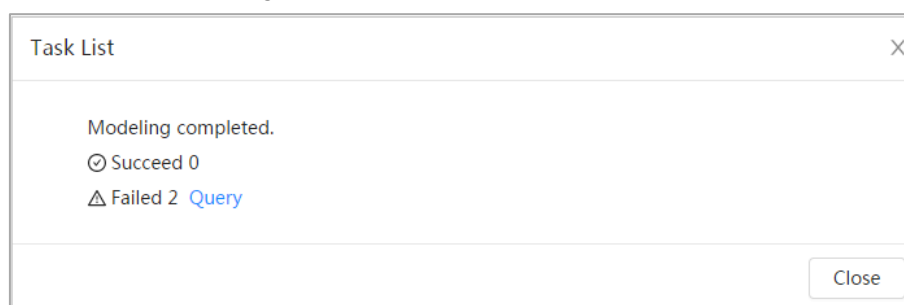 Task List
Modeling completed.
Succeed 0
Failed 2 Query
Close